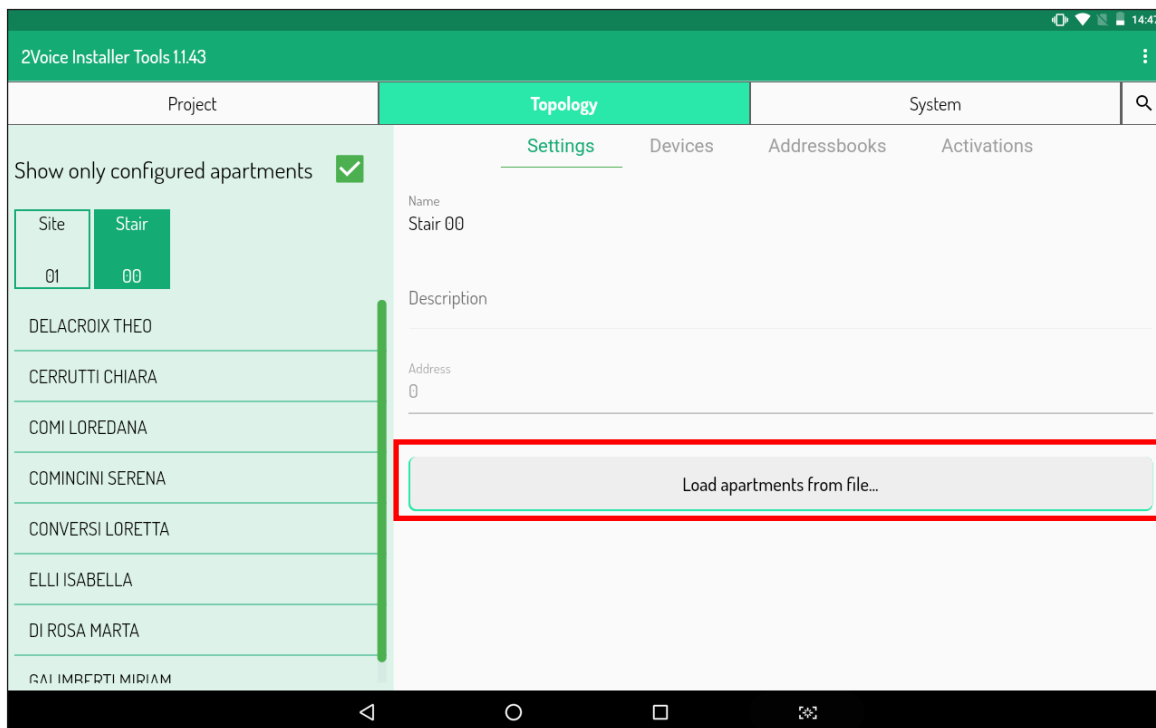 14:47
2Voice Installer Tools 1.1.43
Project
Topology
System
Show only configured apartments
Site
01
Stair
00
DELACROIX THEO
CERRUTTI CHIARA
COMI LOREDANA
COMINCINI SERENA
CONVERSI LORETTA
ELLI ISABELLA
DI ROSA MARTA
GALIMBERTI MIRIAM
Settings
Devices
Addressbooks
Activations
Name
Stair 00
Description
Address
0
Load apartments from file...